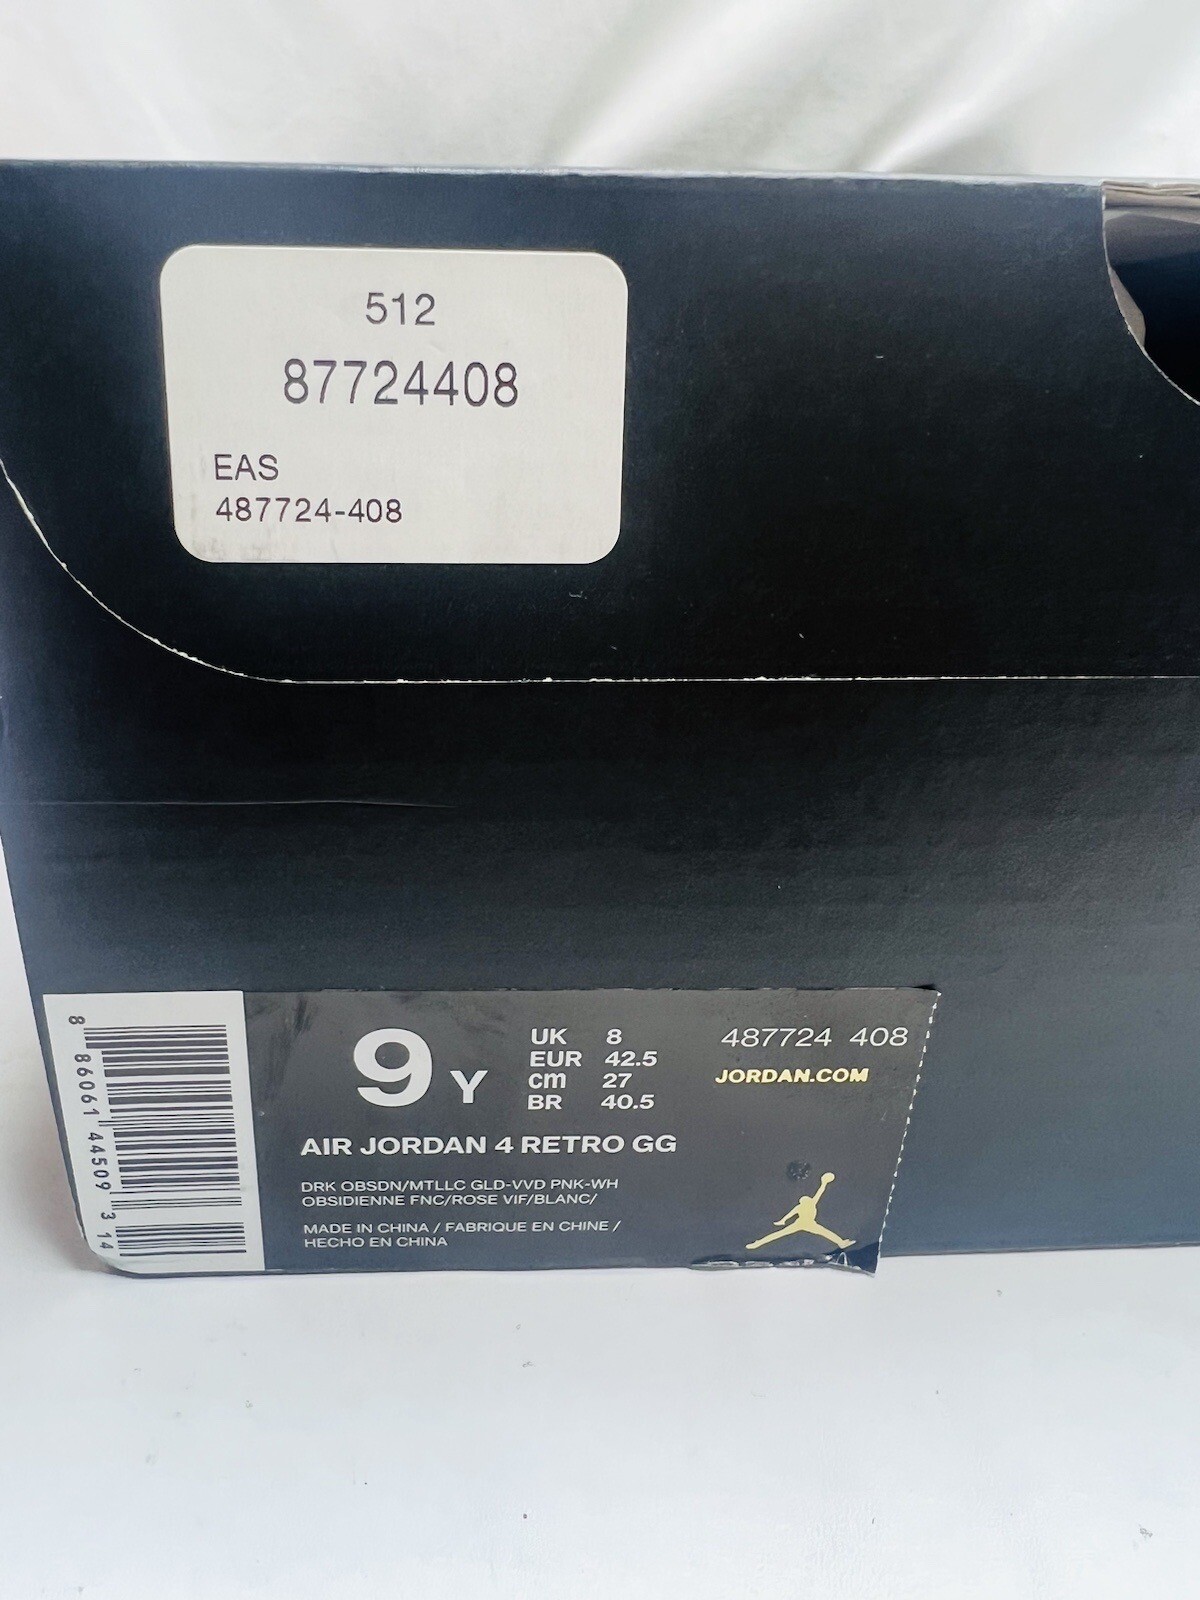 512
87724408
EAS
487724-408
9 Y
UK 8
EUR 42.5
cm 27
BR 40.5
487724 408
JORDAN.COM
AIR JORDAN 4 RETRO GG
DRK OBSDN/MTLLC GLD-VVD PNK-WH
OBSIDIENNE FNC/ROSE VIF/BLANC/
MADE IN CHINA / FABRIQUE EN CHINE /
HECHO EN CHINA
8 86061 44509 3 14